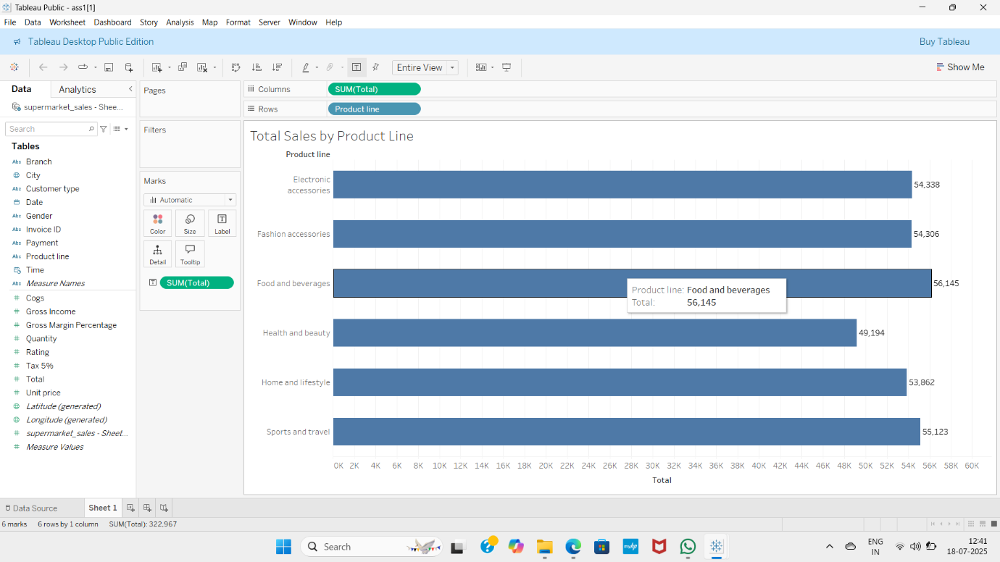 Tableau Public - ass1[1]
File Data Worksheet Dashboard Story Analysis Map Format Server Window Help
Tableau Desktop Public Edition
Buy Tableau
Entire View
Show Me
Data
Analytics
supermarket_sales - Shee...
Search
Tables
Abc Branch
City
Abc Customer type
Date
Abc Gender
Abc Invoice ID
Abc Payment
Abc Product line
Time
Abc Measure Names
# Cogs
# Gross Income
# Gross Margin Percentage
# Quantity
# Rating
# Tax 5%
# Total
# Unit price
Latitude (generated)
Longitude (generated)
# supermarket_sales - Sheet...
# Measure Values
Pages
Filters
Marks
Automatic
Color Size Label
Detail Tooltip
SUM(Total)
Columns SUM(Total)
Rows Product line
Total Sales by Product Line
Product line
Electronic
accessories
54,338
Fashion accessories 54,306
Food and beverages 56,145
Product line: Food and beverages
Total: 56,145
Health and beauty 49,194
Home and lifestyle 53,862
Sports and travel 55,123
0K 2K 4K 6K 8K 10K 12K 14K 16K 18K 20K 22K 24K 26K 28K 30K 32K 34K 36K 38K 40K 42K 44K 46K 48K 50K 52K 54K 56K 58K 60K
Total
Data Source Sheet 1
6 marks 6 rows by 1 column SUM(Total): 322,967
Search
myhp
ENG
IN
12:41
18-07-2025